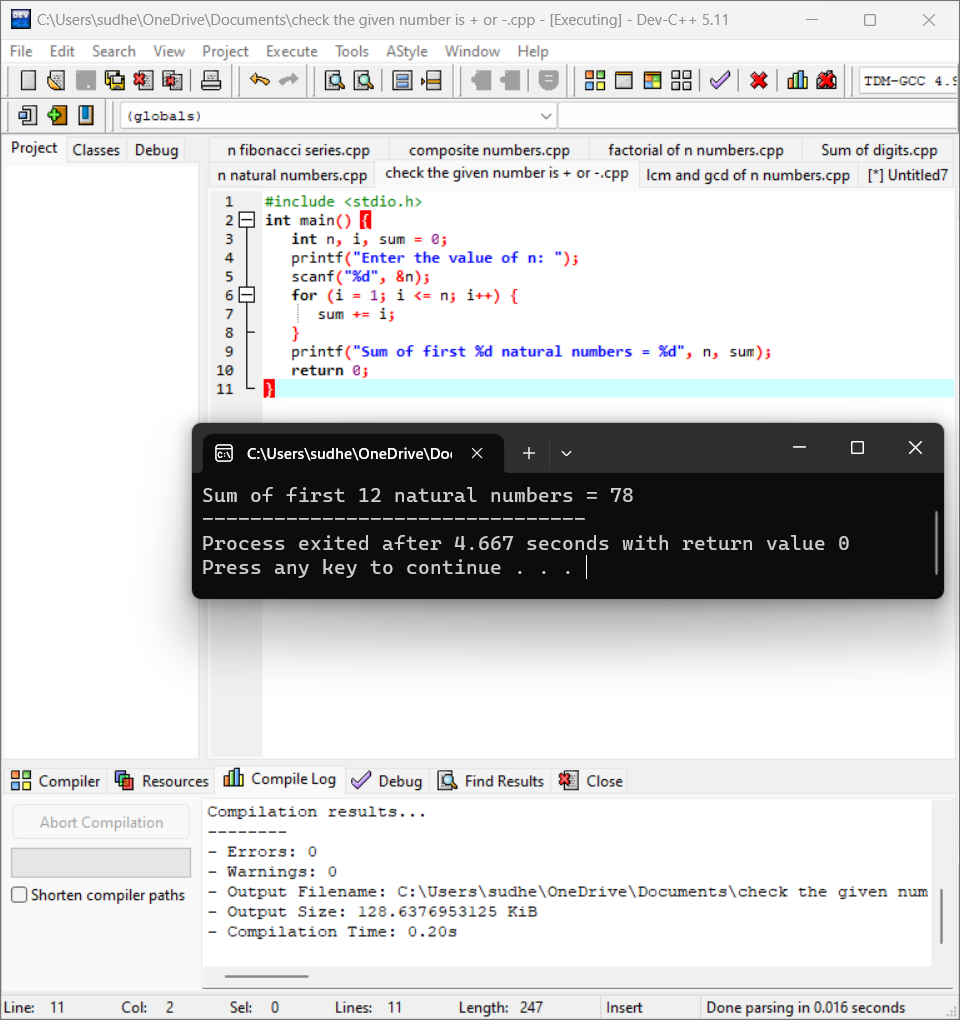 C:\Users\sudhe\OneDrive\Documents\check the given number is + or -.cpp - [Executing] - Dev-C++ 5.11
File Edit Search View Project Execute Tools AStyle Window Help
TDM-GCC 4.9
(globals)
Project Classes Debug
n fibonacci series.cpp composite numbers.cpp factorial of n numbers.cpp Sum of digits.cpp
n natural numbers.cpp check the given number is + or -.cpp lcm and gcd of n numbers.cpp [*] Untitled7
1 #include <stdio.h>
2 int main() {
3 int n, i, sum = 0;
4 printf("Enter the value of n: ");
5 scanf("%d", &n);
6 for (i = 1; i <= n; i++) {
7 sum += i;
8 }
9 printf("Sum of first %d natural numbers = %d", n, sum);
10 return 0;
11 }
C:\Users\sudhe\OneDrive\Doc
Sum of first 12 natural numbers = 78
--------------------------------
Process exited after 4.667 seconds with return value 0
Press any key to continue . . .
Compiler Resources Compile Log Debug Find Results Close
Abort Compilation
Shorten compiler paths
Compilation results...
--------
- Errors: 0
- Warnings: 0
- Output Filename: C:\Users\sudhe\OneDrive\Documents\check the given num
- Output Size: 128.6376953125 KiB
- Compilation Time: 0.20s
Line: 11 Col: 2 Sel: 0 Lines: 11 Length: 247 Insert Done parsing in 0.016 seconds